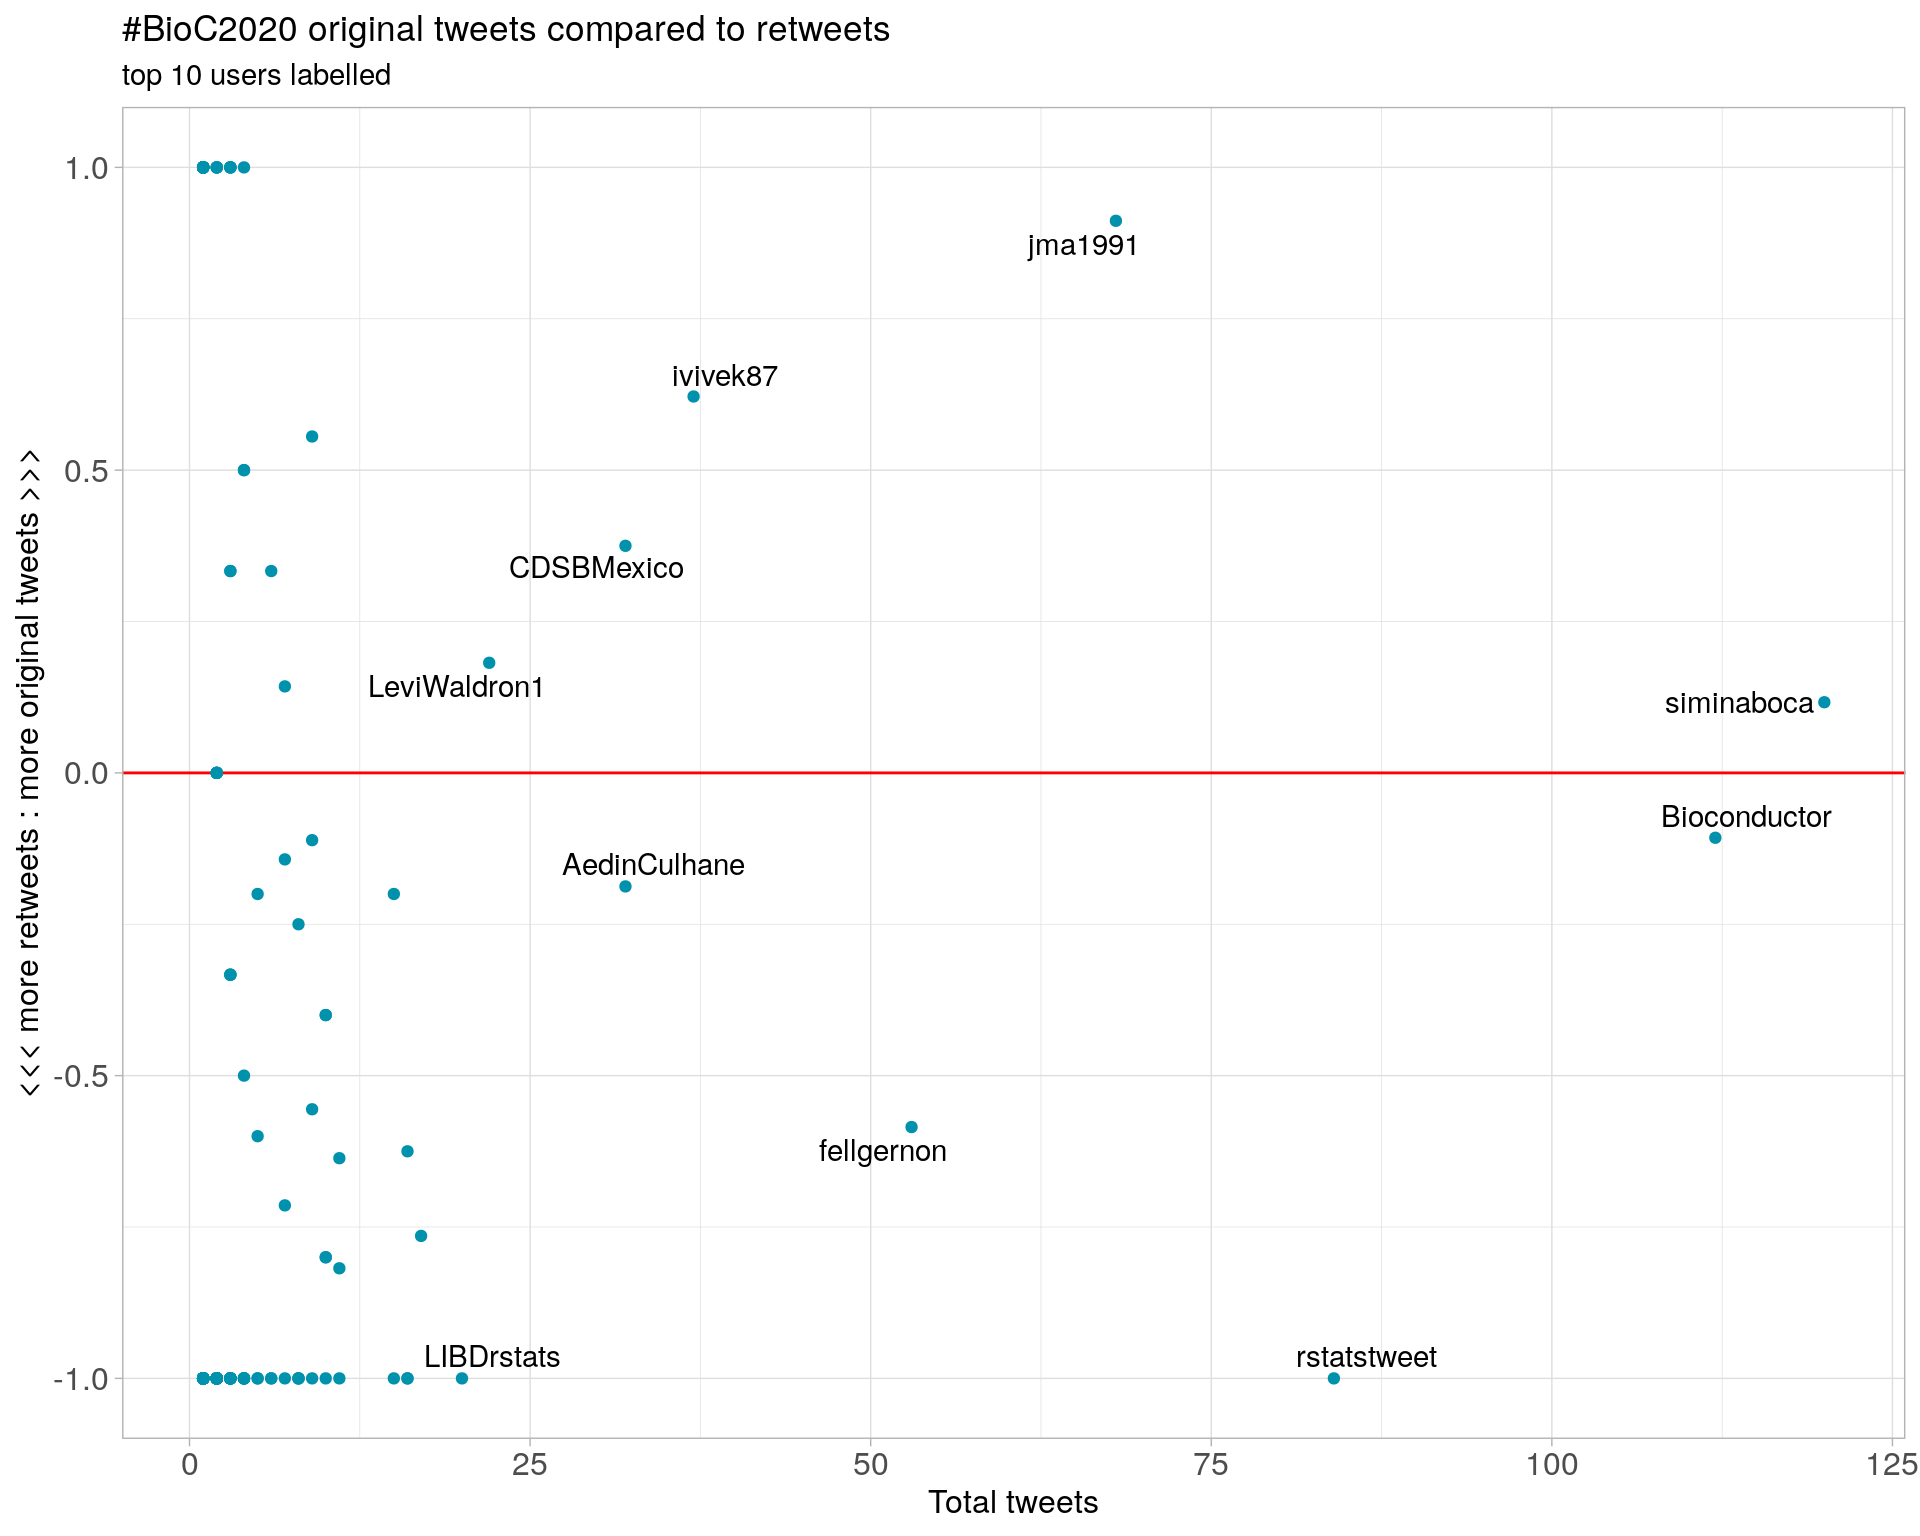 #BioC2020 original tweets compared to retweets
top 10 users labelled
<<< more retweets : more original tweets >>>
1.0
0.5
0.0
-0.5
-1.0
jma1991
ivivek87
CDSBMexico
LeviWaldron1
siminaboca
Bioconductor
AedinCulhane
fellgernon
LIBDrstats
rstatstweet
0
25
50
75
100
125
Total tweets